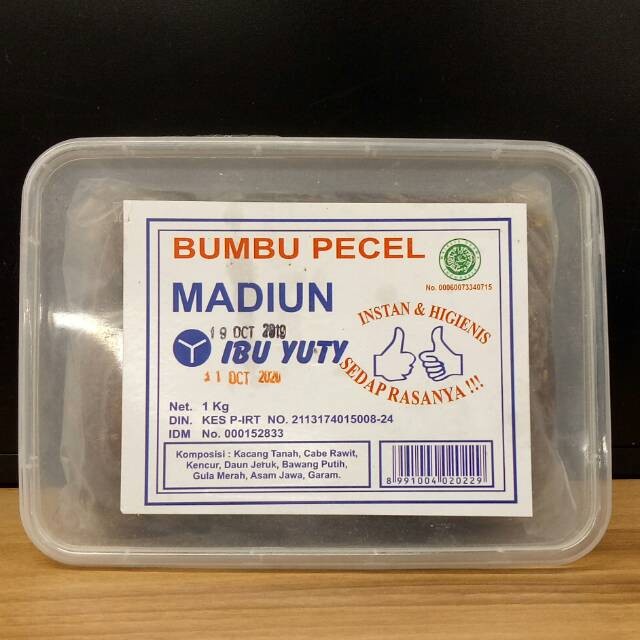 BUMBU PECEL
No. 00060073340715
MADIUN
INSTAN & HIGIENIS
19 OCT 2019
IBU YUTY
SEDAP RASANYA !!!
11 OCT 2020
Net. 1 Kg
DIN. KES P-IRT NO. 2113174015008-24
IDM No. 000152833
Komposisi : Kacang Tanah, Cabe Rawit,
Kencur, Daun Jeruk, Bawang Putih,
Gula Merah, Asam Jawa, Garam.
8 991004 020229